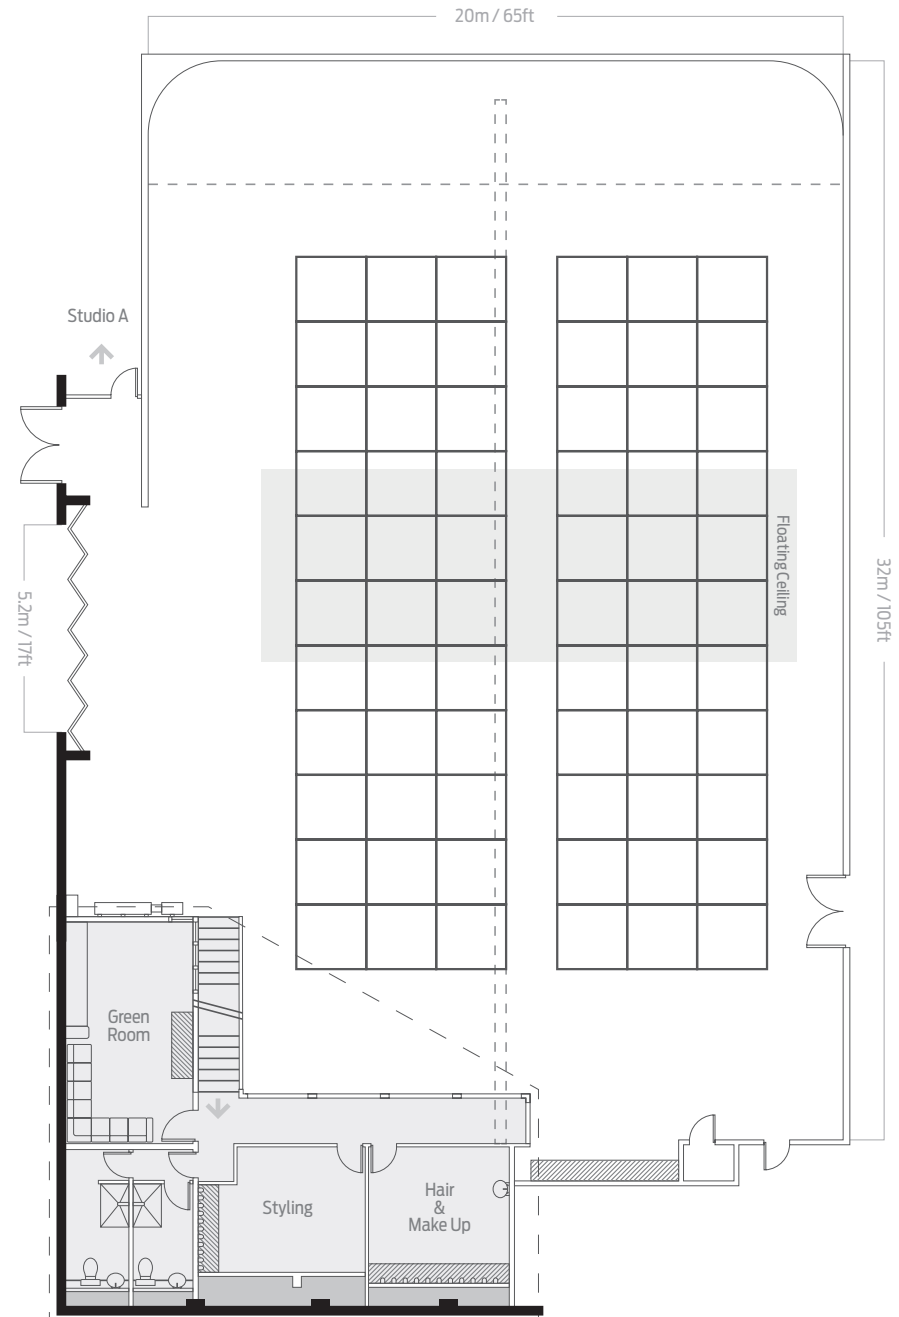 20m / 65ft
Studio A
Floating Ceiling
32m / 105ft
5.2m / 17ft
Green
Room
Styling
Hair
&
Make Up